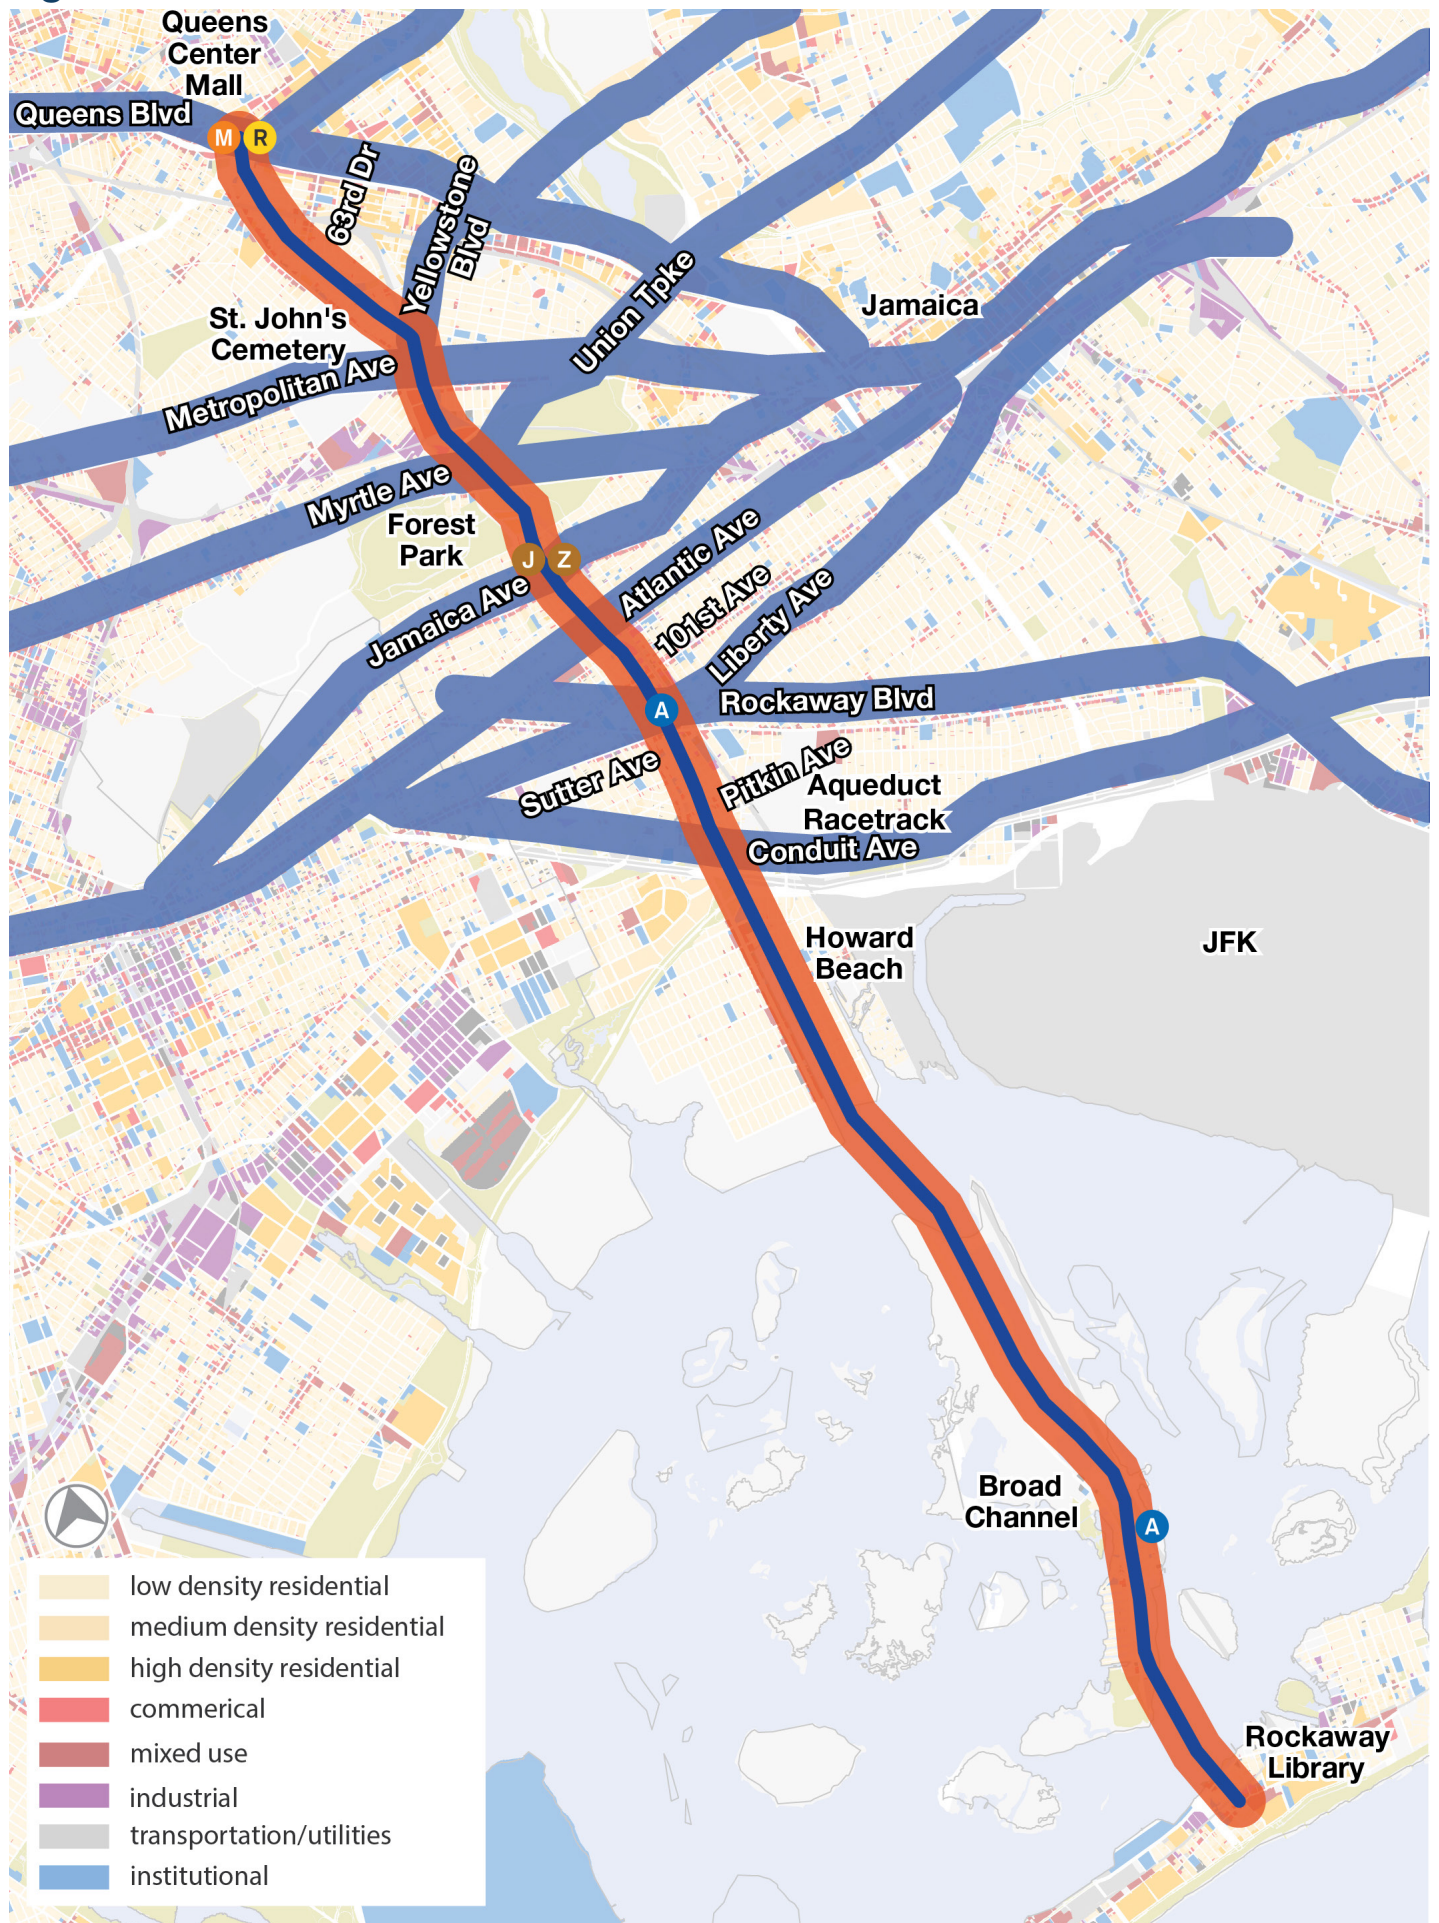 Queens
Center
Mall
Queens Blvd
M
R
63rd Dr
Yellowstone
Blvd
Union Tpke
Jamaica
St. John's
Cemetery
Metropolitan Ave
Myrtle Ave
Forest
Park
J
Z
Jamaica Ave
Atlantic Ave
101st Ave
Liberty Ave
A
Rockaway Blvd
Sutter Ave
Pitkin Ave
Aqueduct
Racetrack
Conduit Ave
Howard
Beach
JFK
Broad
Channel
A
Rockaway
Library
low density residential
medium density residential
high density residential
commerical
mixed use
industrial
transportation/utilities
institutional